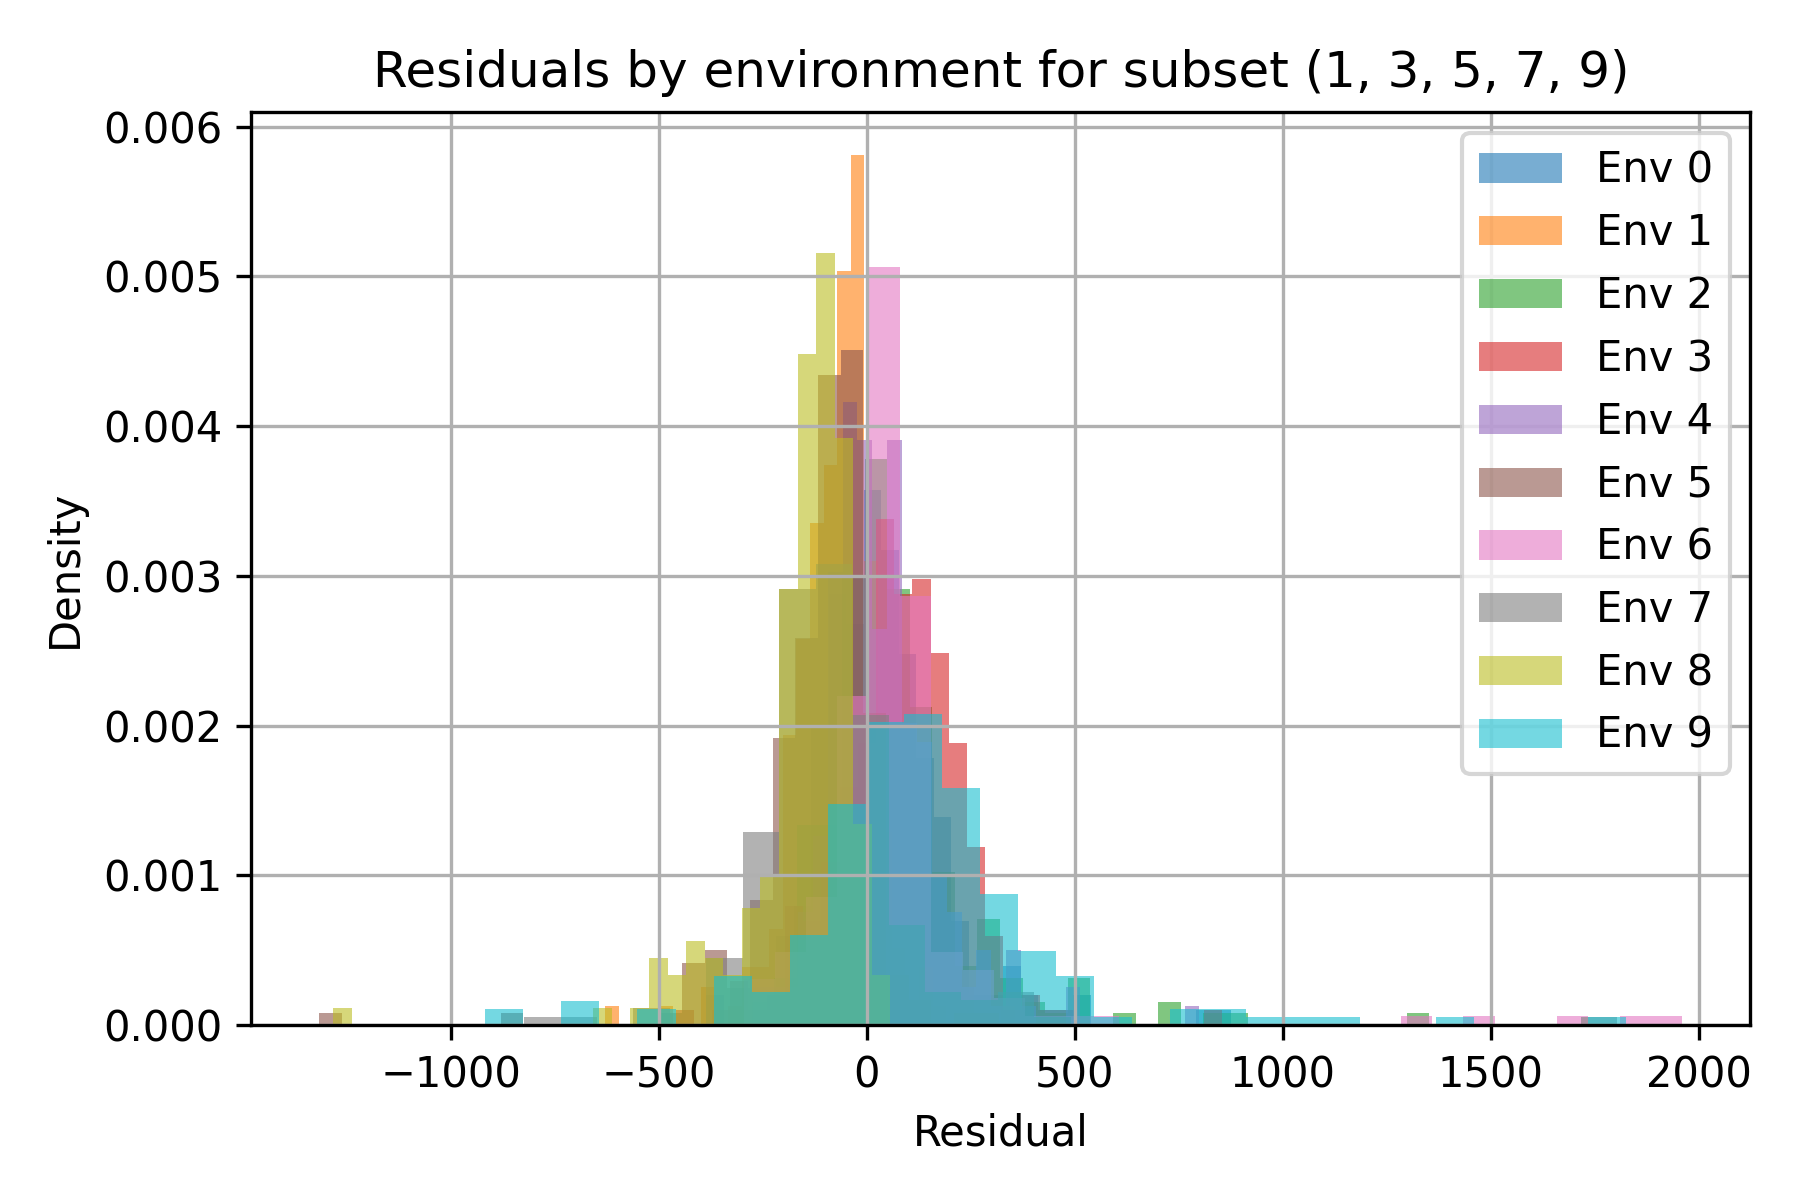 Residuals by environment for subset (1, 3, 5, 7, 9)
0.006
0.005
0.004
0.003
0.002
0.001
0.000
Density
−1000
−500
0
500
1000
1500
2000
Residual
Env 0
Env 1
Env 2
Env 3
Env 4
Env 5
Env 6
Env 7
Env 8
Env 9